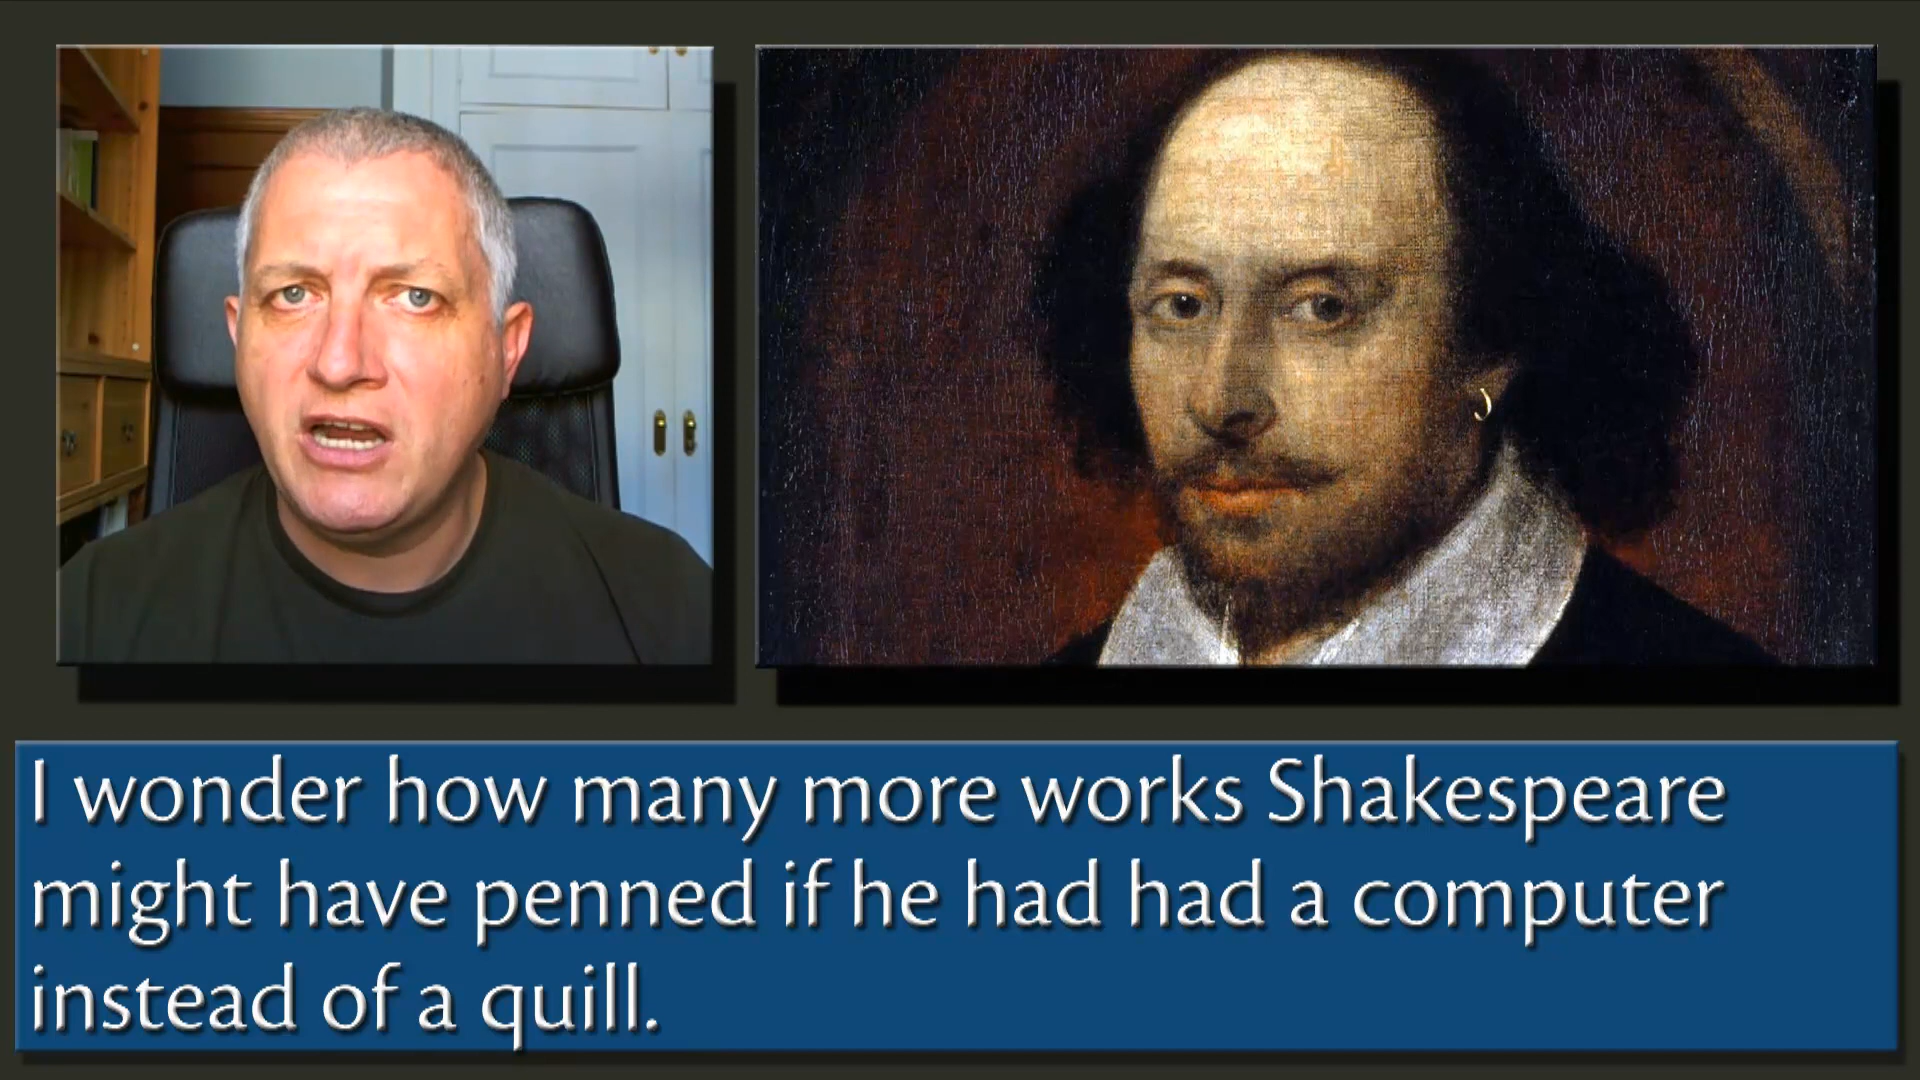 I wonder how many more works Shakespeare
might have penned if he had had a computer
instead of a quill.